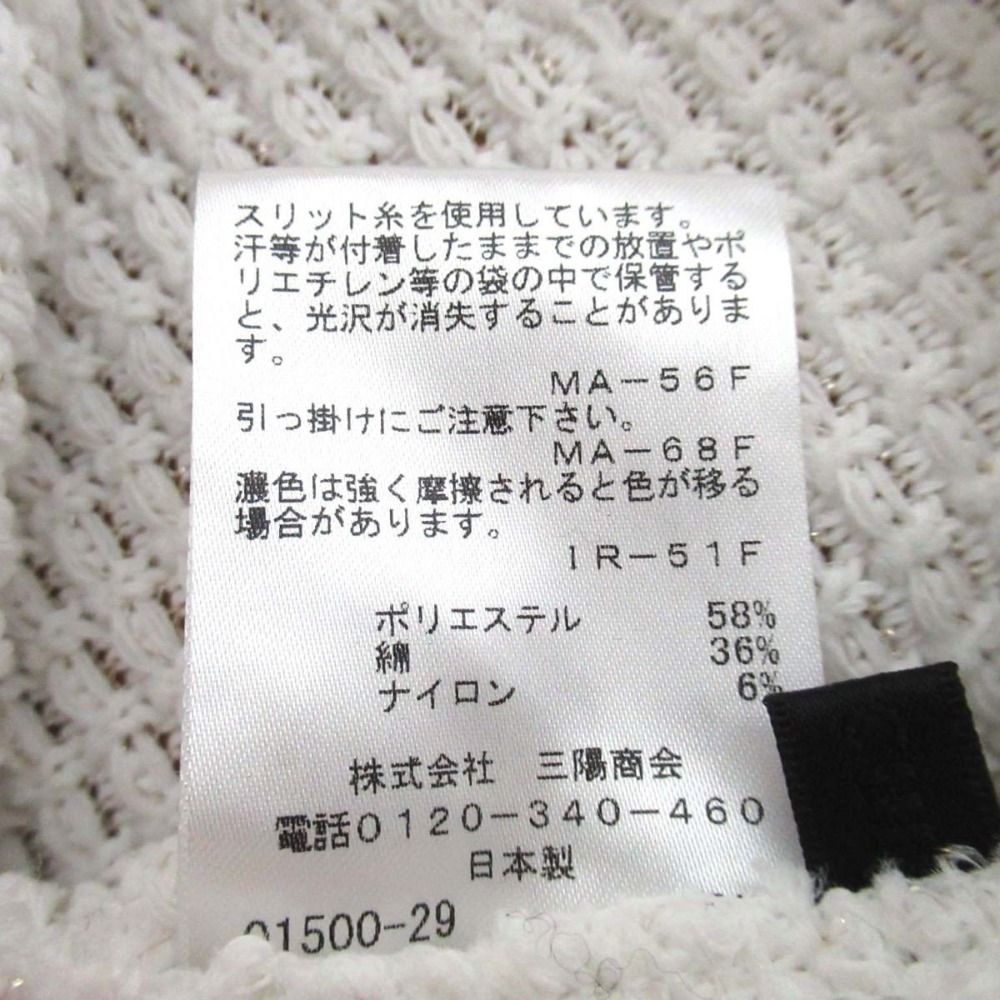 スリット糸を使用しています。
汗等が付着したままでの放置やポ
リエチレン等の袋の中で保管する
と、光沢が消失することがありま
す。
MA-56F
引っ掛けにご注意下さい。
MA-68F
濃色は強く摩擦されると色が移る
場合があります。
IR-51F
ポリエステル 58%
綿 36%
ナイロン 6%
株式会社 三陽商会
電話0120-340-460
日本製
01500-29